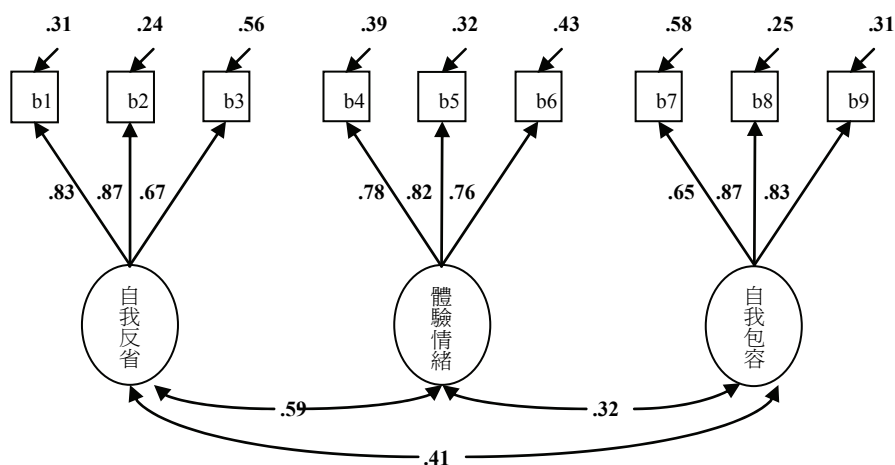 .31 .24 .56 .39 .32 .43 .58 .25 .31
b1 b2 b3 b4 b5 b6 b7 b8 b9
.83 .87 .67 .78 .82 .76 .65 .87 .83
自我反省
體驗情緒
自我包容
.59 .32
.41